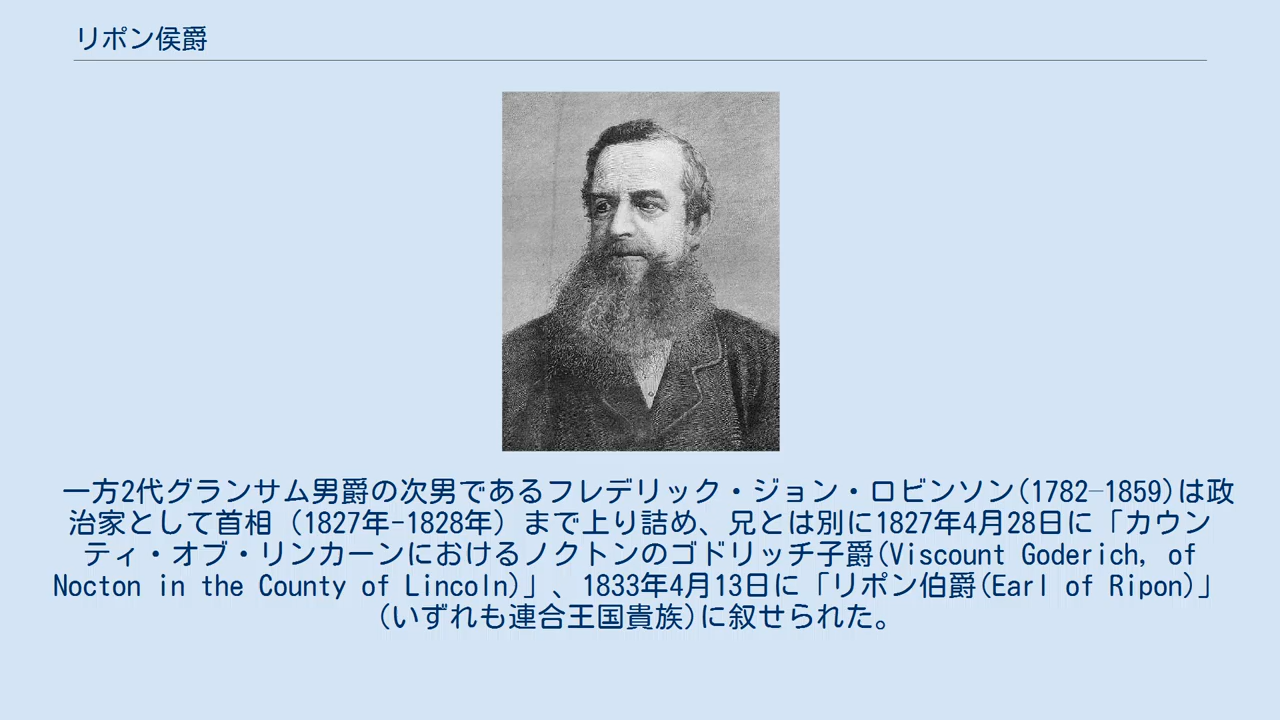 リポン侯爵
一方2代グランサム男爵の次男であるフレデリック・ジョン・ロビンソン(1782–1859)は政
治家として首相（1827年-1828年）まで上り詰め、兄とは別に1827年4月28日に「カウン
ティ・オブ・リンカーンにおけるノクトンのゴドリッチ子爵(Viscount Goderich, of
Nocton in the County of Lincoln)」、1833年4月13日に「リポン伯爵(Earl of Ripon)」
(いずれも連合王国貴族)に叙せられた。